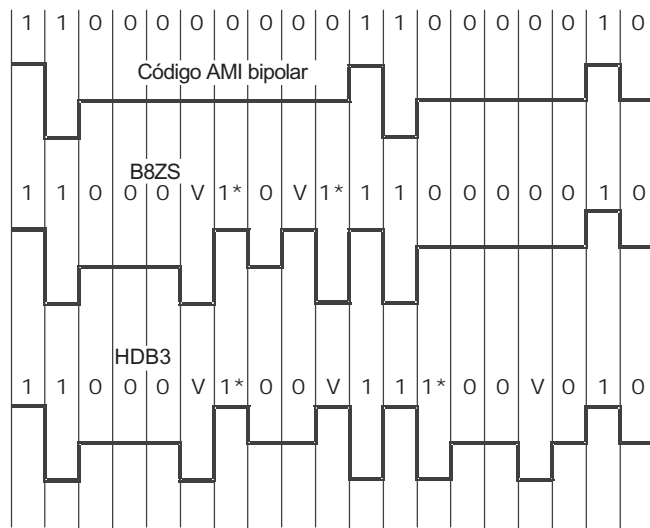 1 1 0 0 0 0 0 0 0 0 1 1 0 0 0 0 0 1 0
Código AMI bipolar
B8ZS
1 1 0 0 0 V 1* 0 V 1* 1 1 0 0 0 0 0 1 0
HDB3
1 1 0 0 0 V 1* 0 0 V 1 1 1* 0 0 V 0 1 0